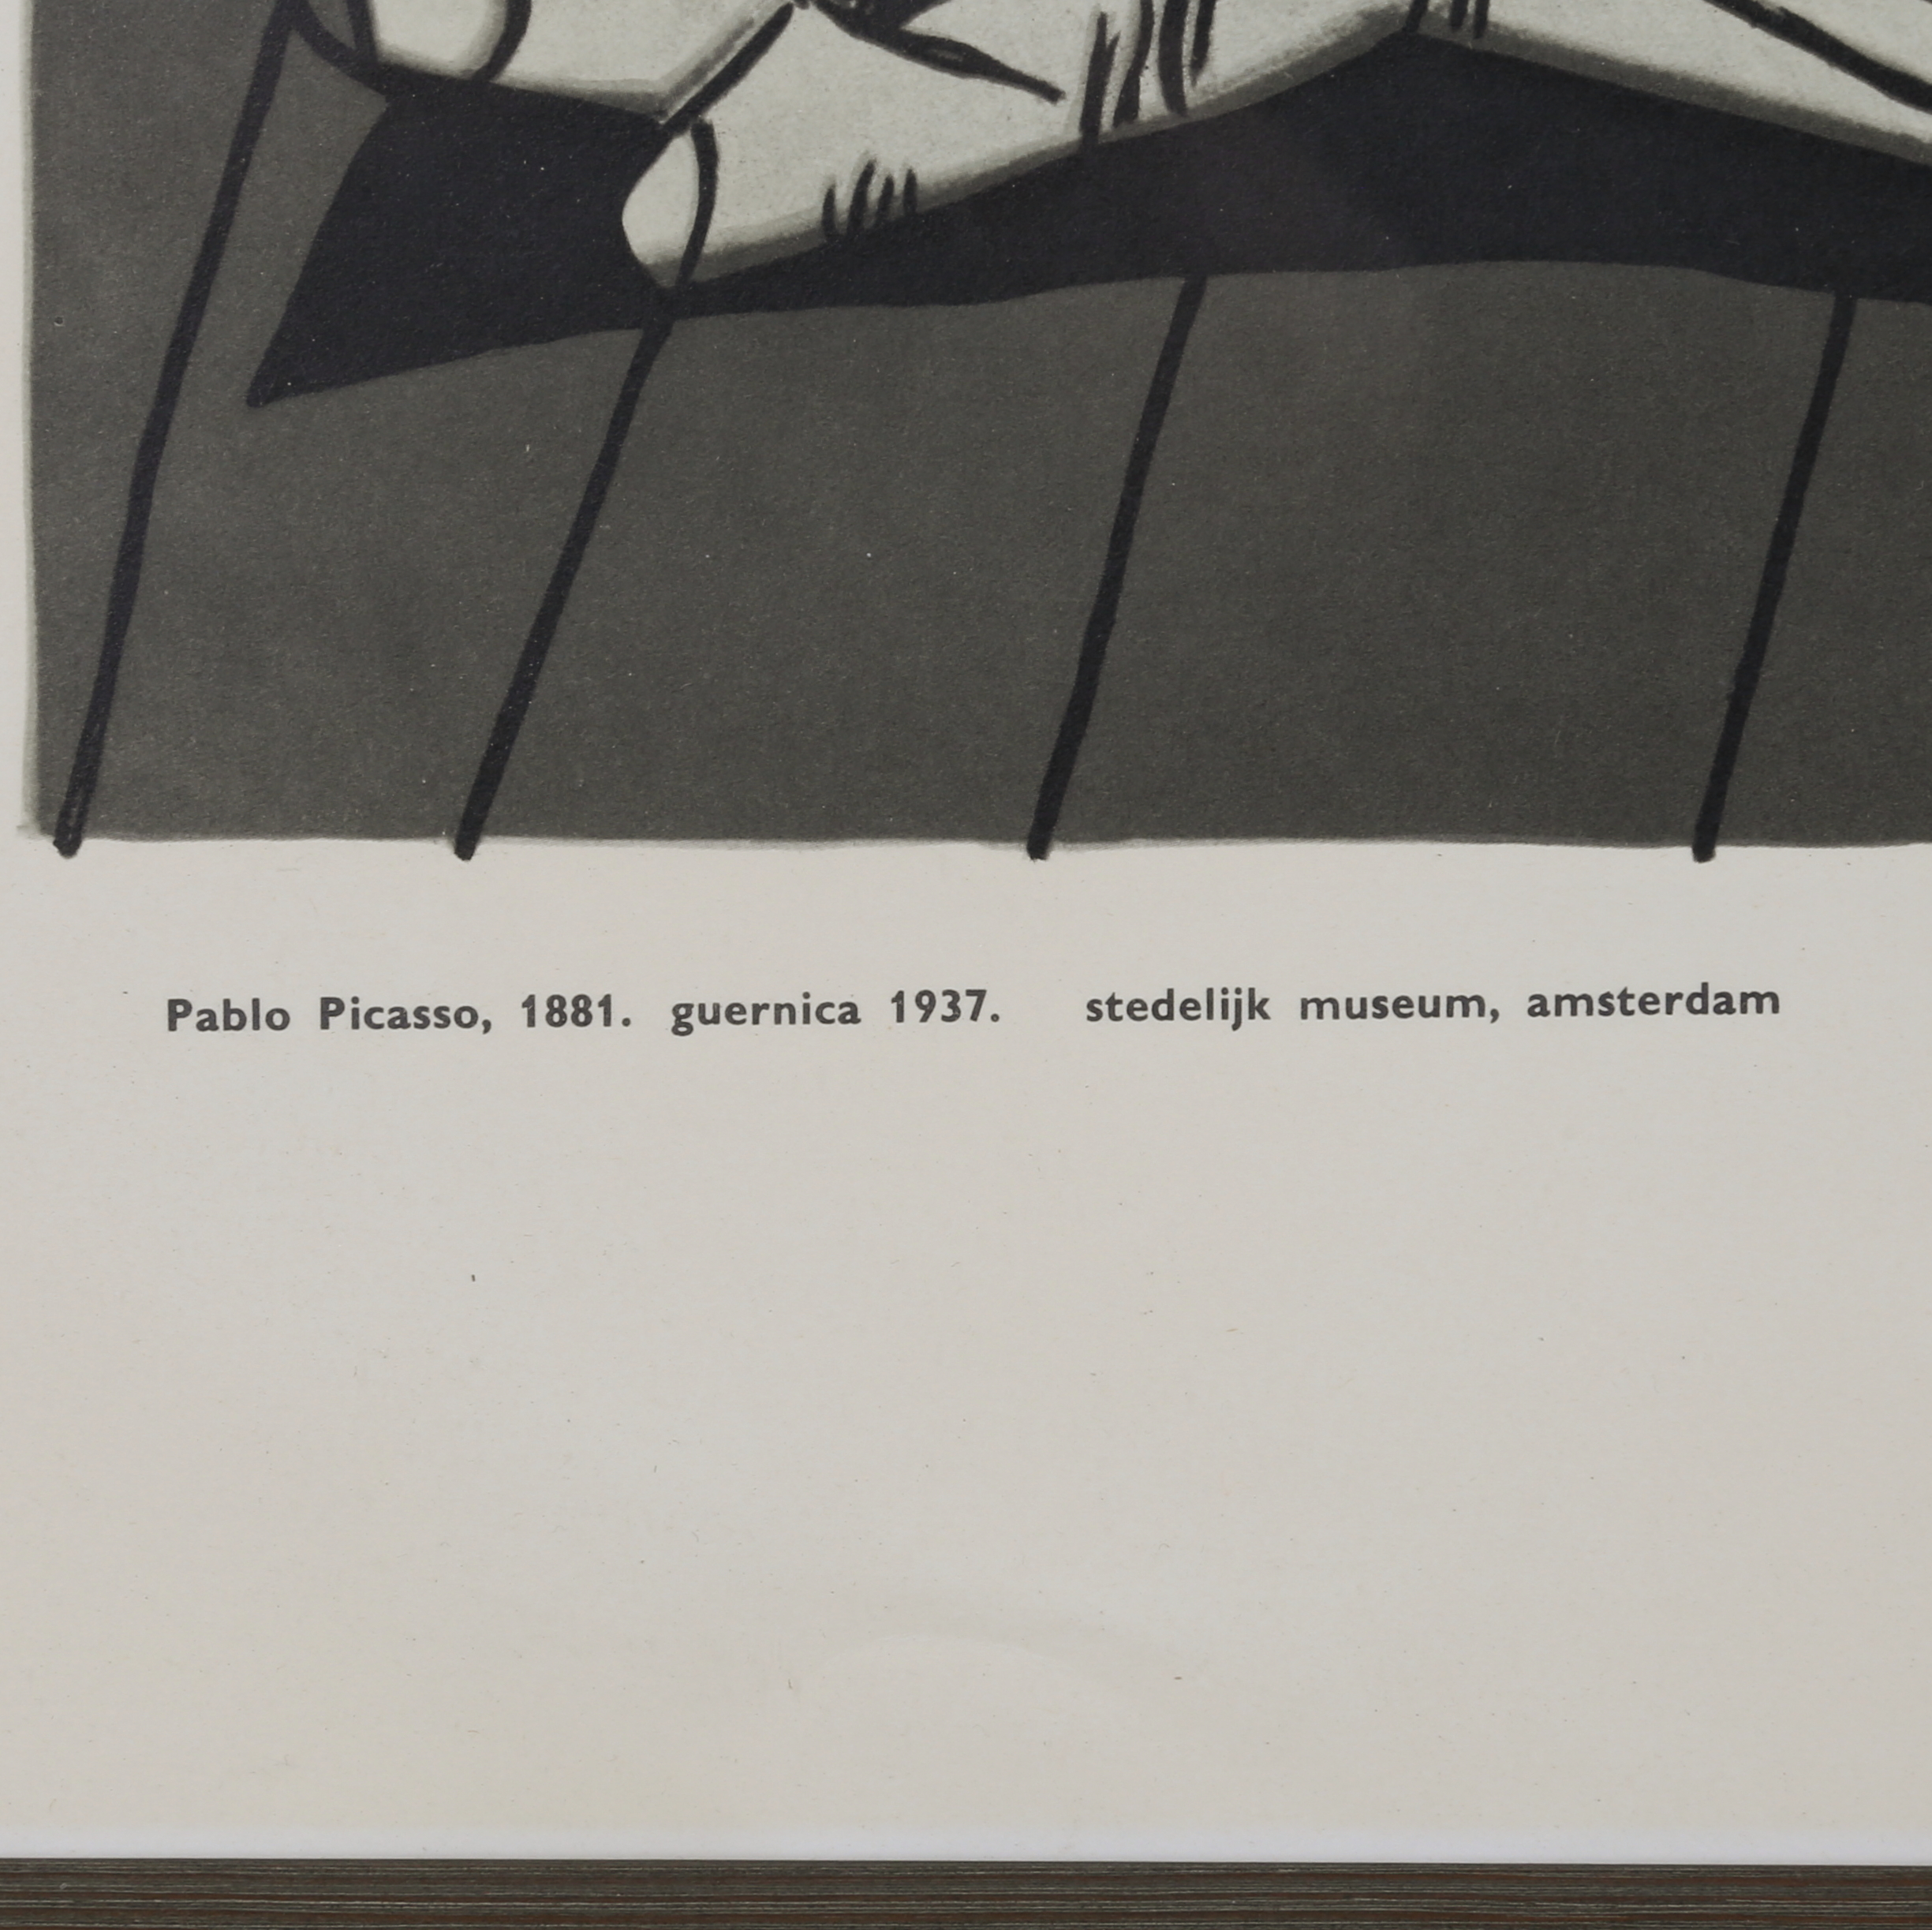 Pablo Picasso, 1881. guernica 1937. stedelijk museum, amsterdam